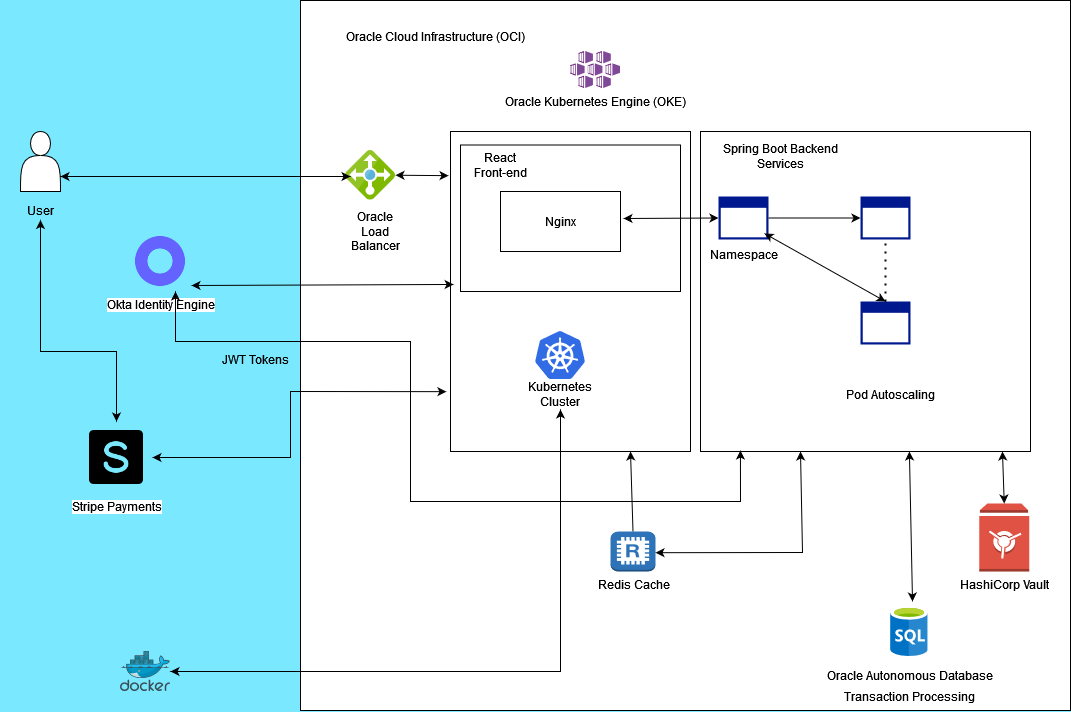 Oracle Cloud Infrastructure (OCI)
Oracle Kubernetes Engine (OKE)
User
Oracle
Load
Balancer
React
Front-end
Nginx
Spring Boot Backend
Services
Namespace
Okta Identity Engine
JWT Tokens
Kubernetes
Cluster
Pod Autoscaling
S
Stripe Payments
R
Redis Cache
HashiCorp Vault
SQL
Oracle Autonomous Database
Transaction Processing
docker